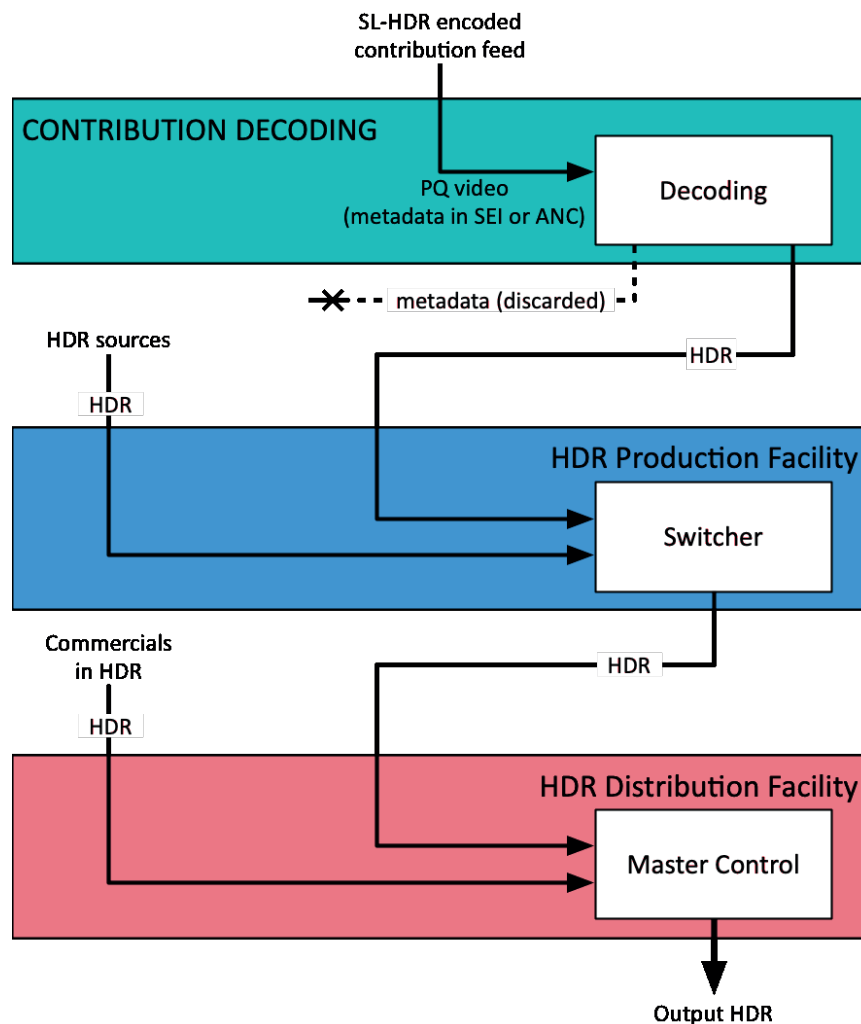 SL-HDR encoded
contribution feed
CONTRIBUTION DECODING
PQ video
(metadata in SEI or ANC)
Decoding
metadata (discarded)
HDR sources
HDR
HDR
HDR Production Facility
Switcher
Commercials
in HDR
HDR
HDR
HDR Distribution Facility
Master Control
Output HDR